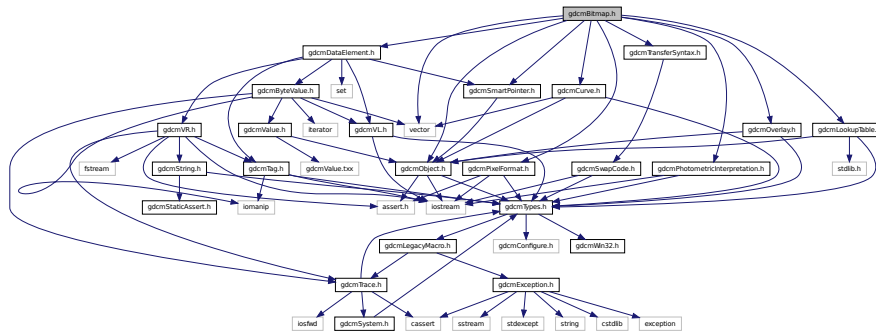 gdcmBitmap.h
gdcmDataElement.h
gdcmTransferSyntax.h
gdcmByteValue.h
set
gdcmSmartPointer.h
gdcmCurve.h
gdcmVR.h
gdcmValue.h
iterator
gdcmVL.h
vector
gdcmOverlay.h
gdcmLookupTable.
fstream
gdcmString.h
gdcmTag.h
gdcmValue.txx
gdcmObject.h
gdcmPixelFormat.h
gdcmSwapCode.h
gdcmPhotometricInterpretation.h
stdlib.h
gdcmStaticAssert.h
iomanip
assert.h
iostream
gdcmTypes.h
gdcmLegacyMacro.h
gdcmConfigure.h
gdcmWin32.h
gdcmTrace.h
gdcmException.h
iosfwd
gdcmSystem.h
cassert
sstream
stdexcept
string
cstdlib
exception